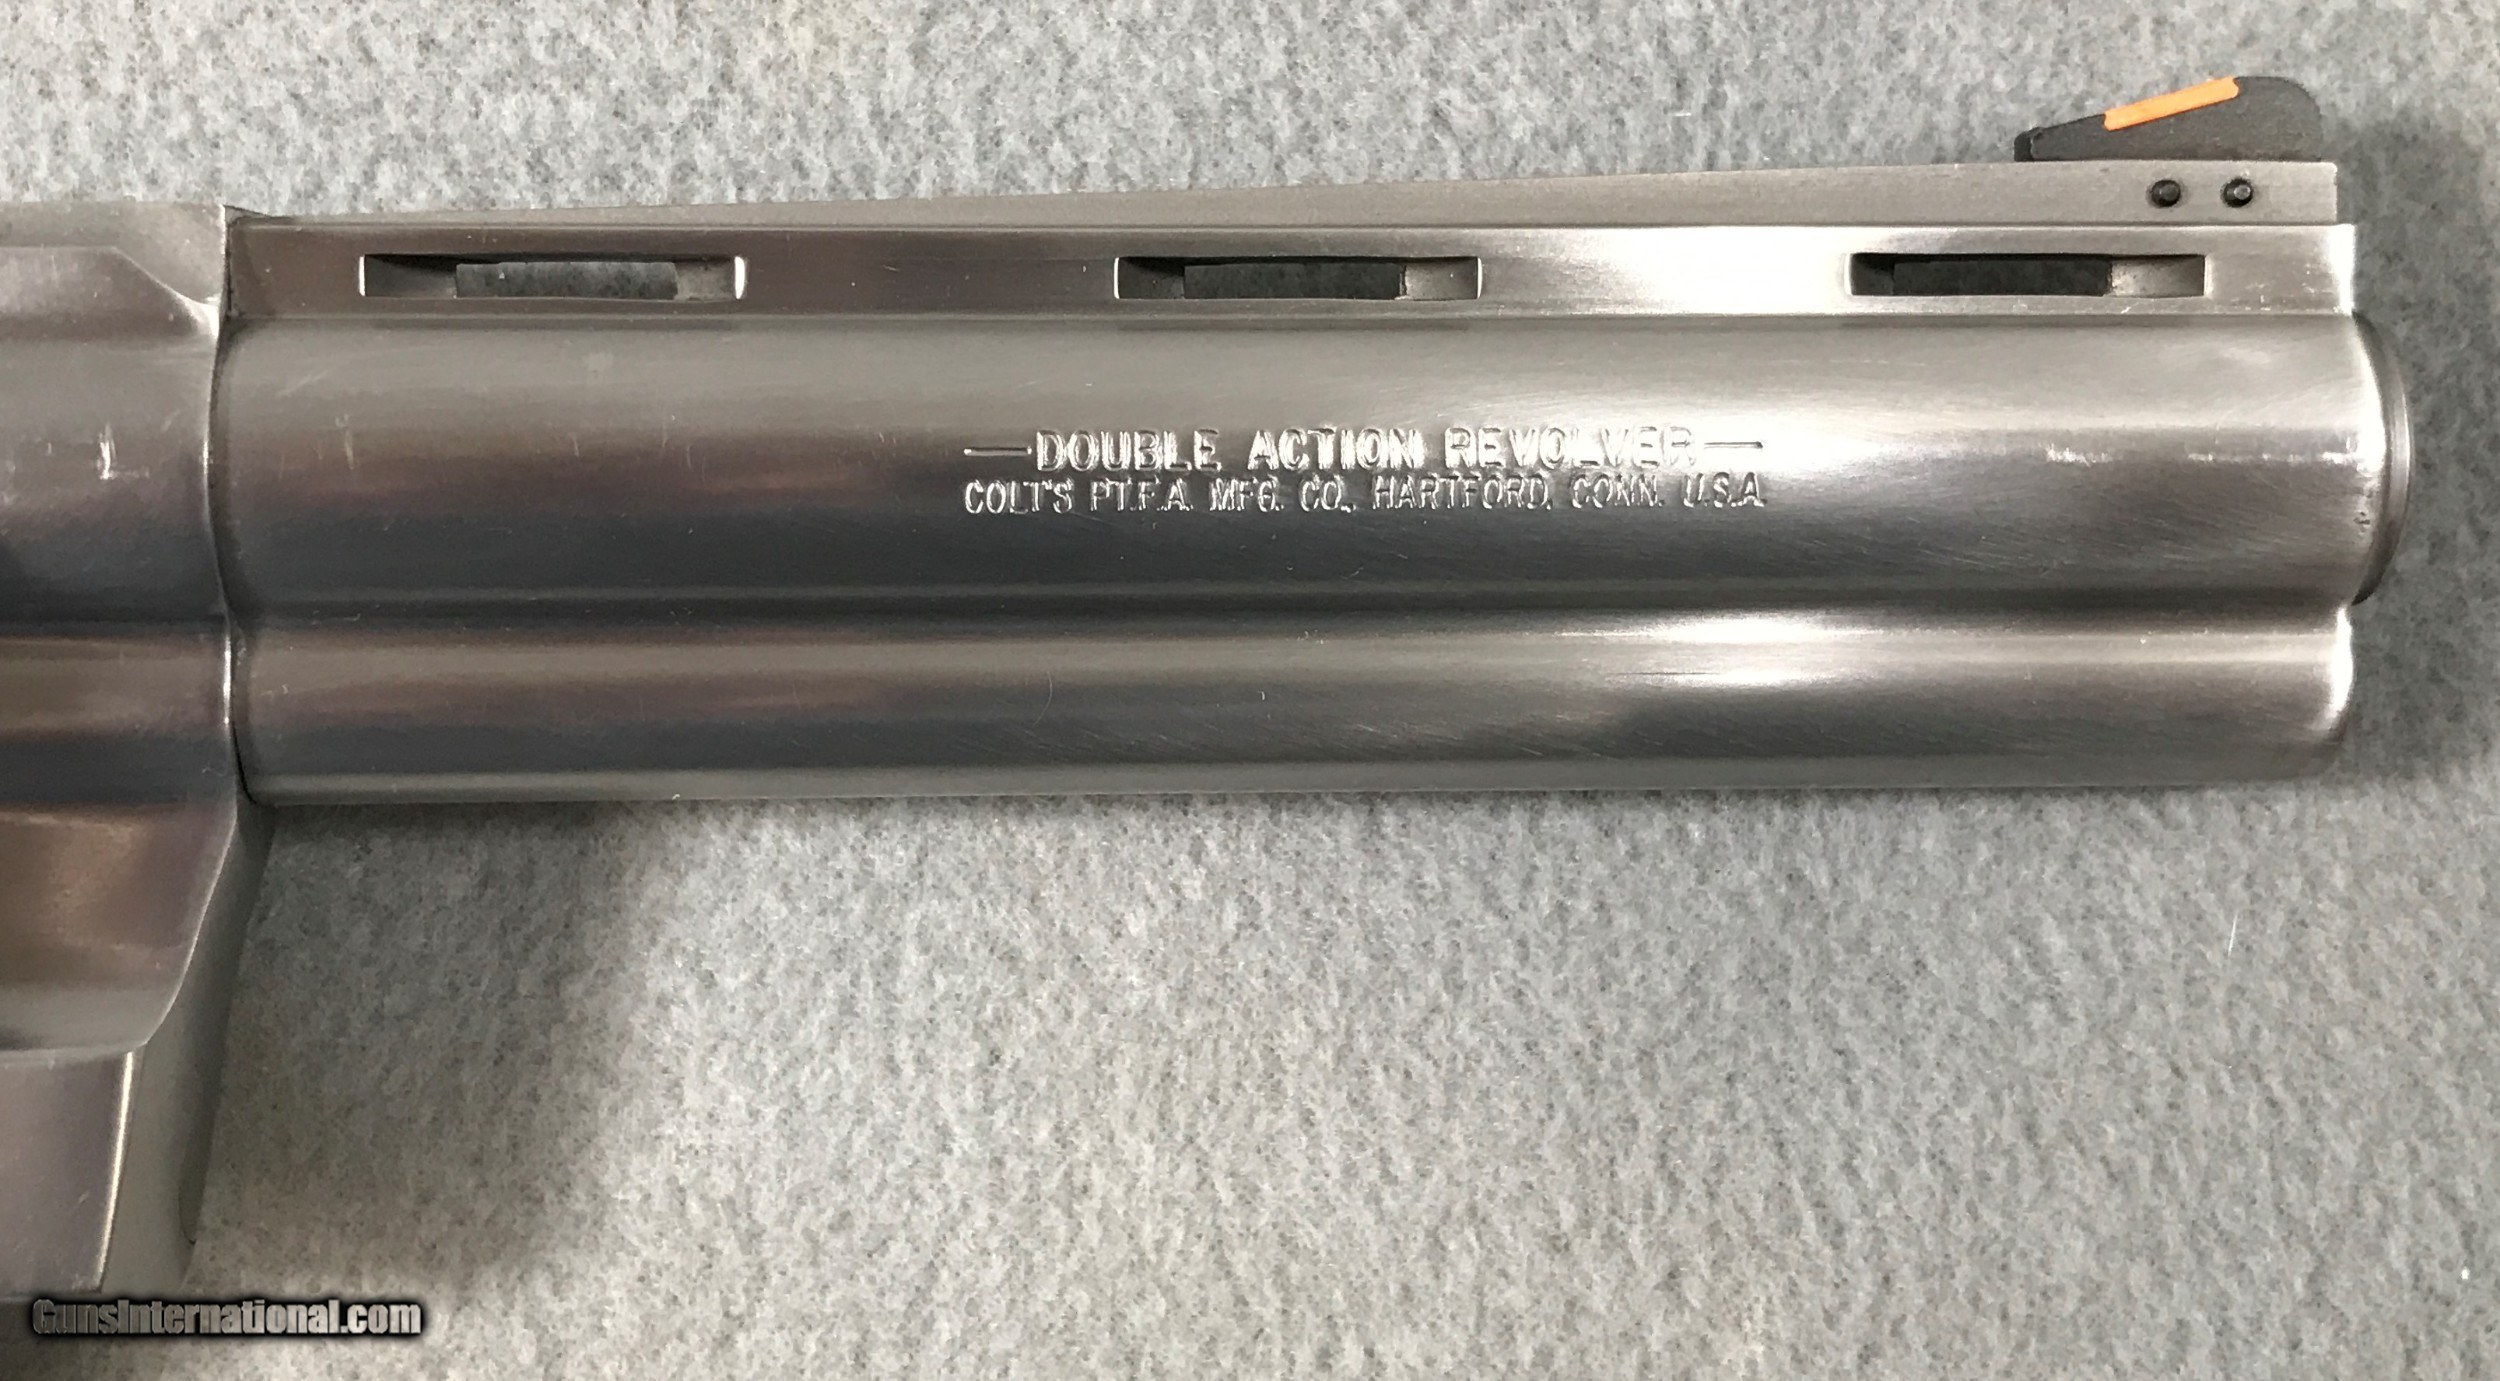 —DOUBLE ACTION REVOLVER—
COLT'S PT.F.A. MFG. CO., HARTFORD, CONN. U.S.A.
GunsInternational.com